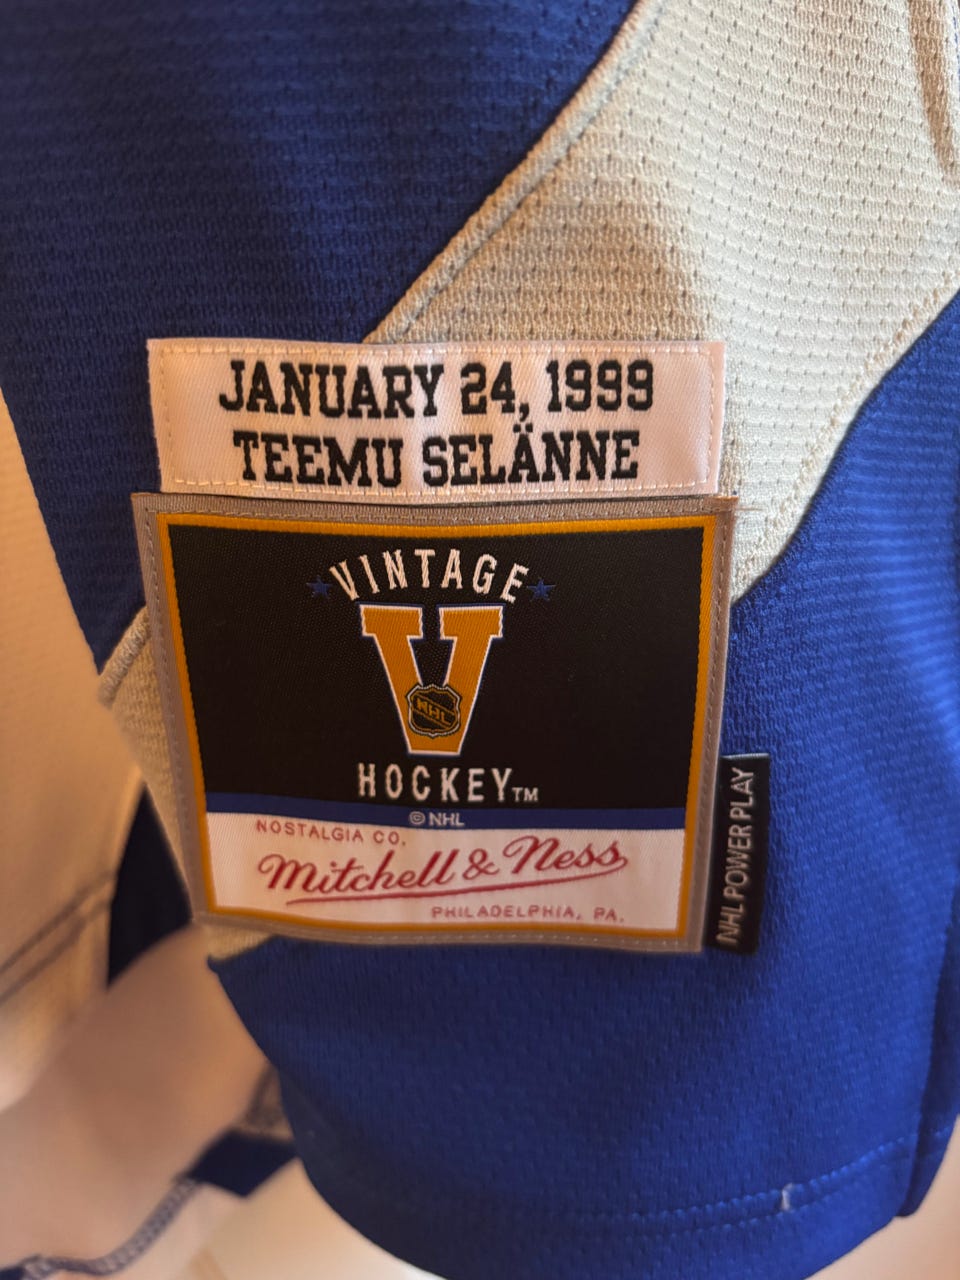 JANUARY 24, 1999
TEEMU SELÄNNE
VINTAGE
V
NHL
HOCKEY™
© NHL
NOSTALGIA CO.
Mitchell & Ness
PHILADELPHIA, PA.
NHL POWER PLAY